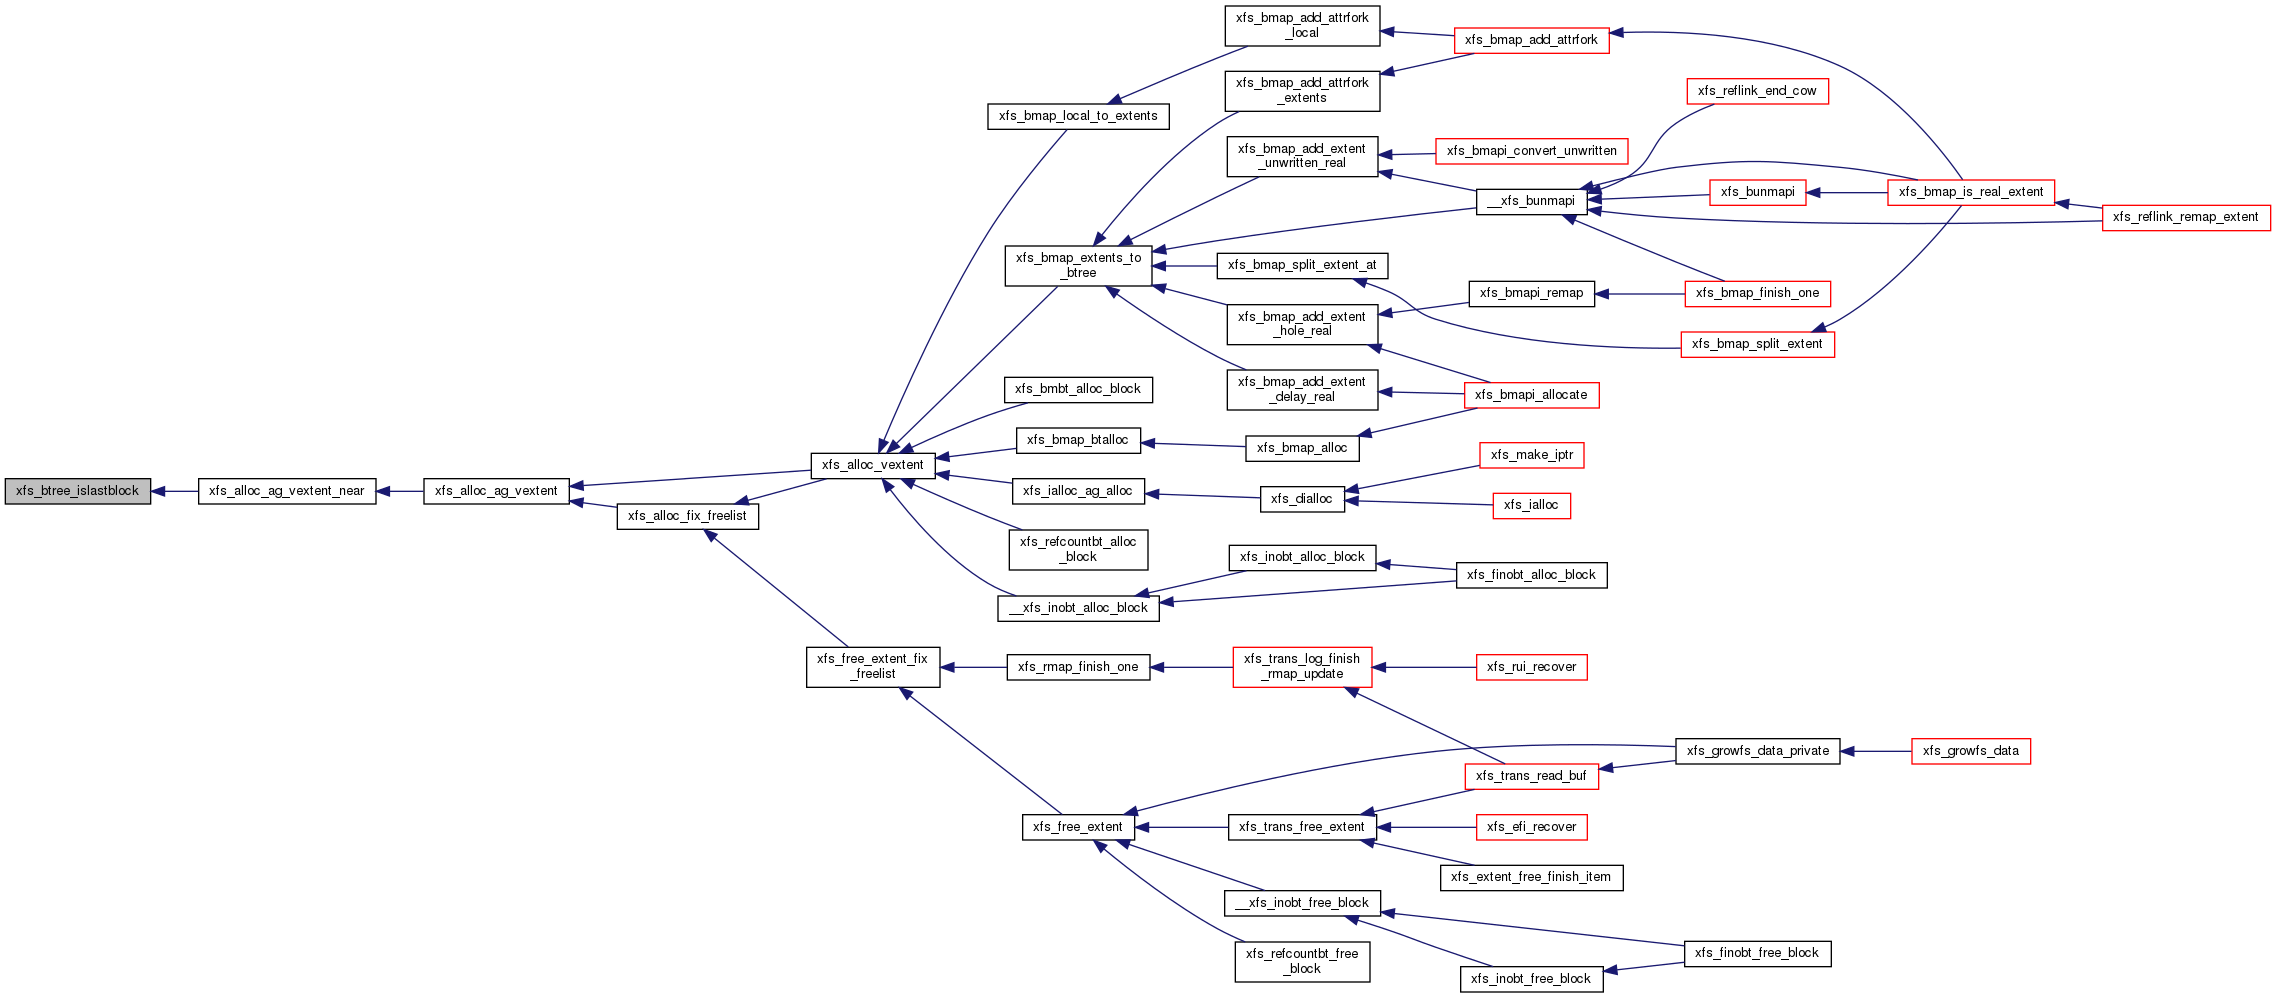 xfs_bmap_add_attrfork
_local
xfs_bmap_add_attrfork
xfs_bmap_add_attrfork
_extents
xfs_reflink_end_cow
xfs_bmap_local_to_extents
xfs_bmap_add_extent
_unwritten_real
xfs_bmapi_convert_unwritten
__xfs_bunmapi
xfs_bunmapi
xfs_bmap_is_real_extent
xfs_reflink_remap_extent
xfs_bmap_extents_to
_btree
xfs_bmap_split_extent_at
xfs_bmapi_remap
xfs_bmap_finish_one
xfs_bmap_add_extent
_hole_real
xfs_bmap_split_extent
xfs_bmbt_alloc_block
xfs_bmap_add_extent
_delay_real
xfs_bmapi_allocate
xfs_bmap_btalloc
xfs_bmap_alloc
xfs_alloc_vextent
xfs_make_iptr
xfs_btree_islastblock
xfs_alloc_ag_vextent_near
xfs_alloc_ag_vextent
xfs_ialloc_ag_alloc
xfs_dialloc
xfs_ialloc
xfs_alloc_fix_freelist
xfs_refcountbt_alloc
_block
xfs_inobt_alloc_block
xfs_finobt_alloc_block
__xfs_inobt_alloc_block
xfs_free_extent_fix
_freelist
xfs_rmap_finish_one
xfs_trans_log_finish
_rmap_update
xfs_rui_recover
xfs_growfs_data_private
xfs_growfs_data
xfs_trans_read_buf
xfs_free_extent
xfs_trans_free_extent
xfs_efi_recover
xfs_extent_free_finish_item
__xfs_inobt_free_block
xfs_refcountbt_free
_block
xfs_finobt_free_block
xfs_inobt_free_block